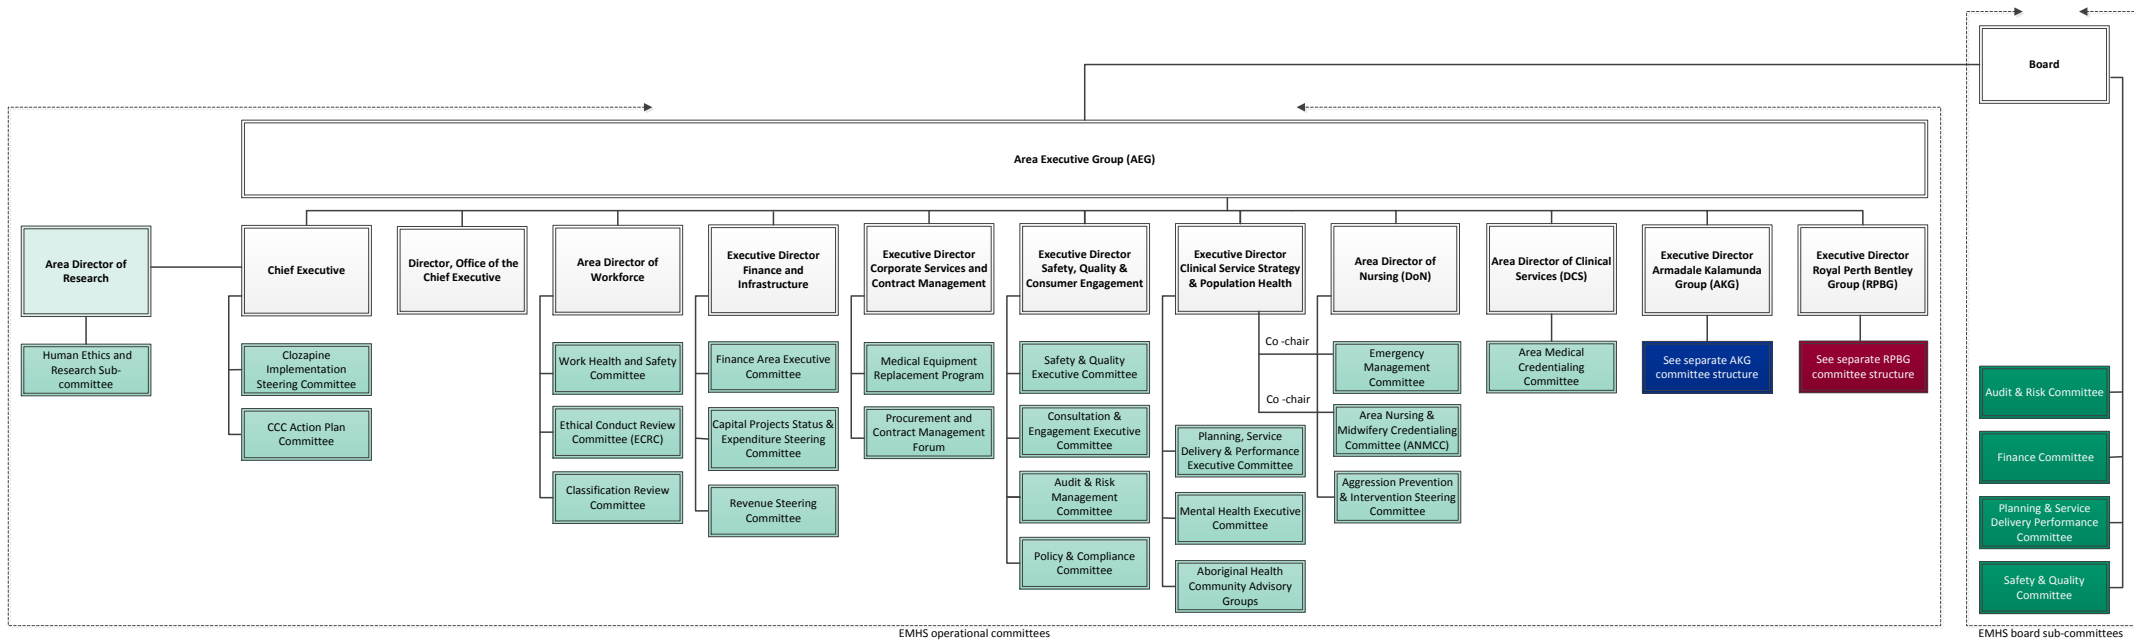 Board
Area Executive Group (AEG)
Area Director of
Research
Chief Executive
Director, Office of the
Chief Executive
Area Director of
Workforce
Executive Director
Finance and
Infrastructure
Executive Director
Corporate Services and
Contract Management
Executive Director
Safety, Quality &
Consumer Engagement
Executive Director
Clinical Service Strategy
& Population Health
Area Director of
Nursing (DoN)
Area Director of Clinical
Services (DCS)
Executive Director
Armadale Kalamunda
Group (AKG)
Executive Director
Royal Perth Bentley
Group (RPBG)
Human Ethics and
Research Sub-
committee
Clozapine
Implementation
Steering Committee
CCC Action Plan
Committee
Work Health and Safety
Committee
Ethical Conduct Review
Committee (ECRC)
Classification Review
Committee
Finance Area Executive
Committee
Capital Projects Status &
Expenditure Steering
Committee
Revenue Steering
Committee
Medical Equipment
Replacement Program
Procurement and
Contract Management
Forum
Safety & Quality
Executive Committee
Consultation &
Engagement Executive
Committee
Audit & Risk
Management
Committee
Policy & Compliance
Committee
Planning, Service
Delivery & Performance
Executive Committee
Mental Health Executive
Committee
Aboriginal Health
Community Advisory
Groups
Co -chair
Co -chair
Emergency
Management
Committee
Area Nursing &
Midwifery Credentialing
Committee (ANMCC)
Aggression Prevention
& Intervention Steering
Committee
Area Medical
Credentialing
Committee
See separate AKG
committee structure
See separate RPBG
committee structure
Audit & Risk Committee
Finance Committee
Planning & Service
Delivery Performance
Committee
Safety & Quality
Committee
EMHS operational committees
EMHS board sub-committees